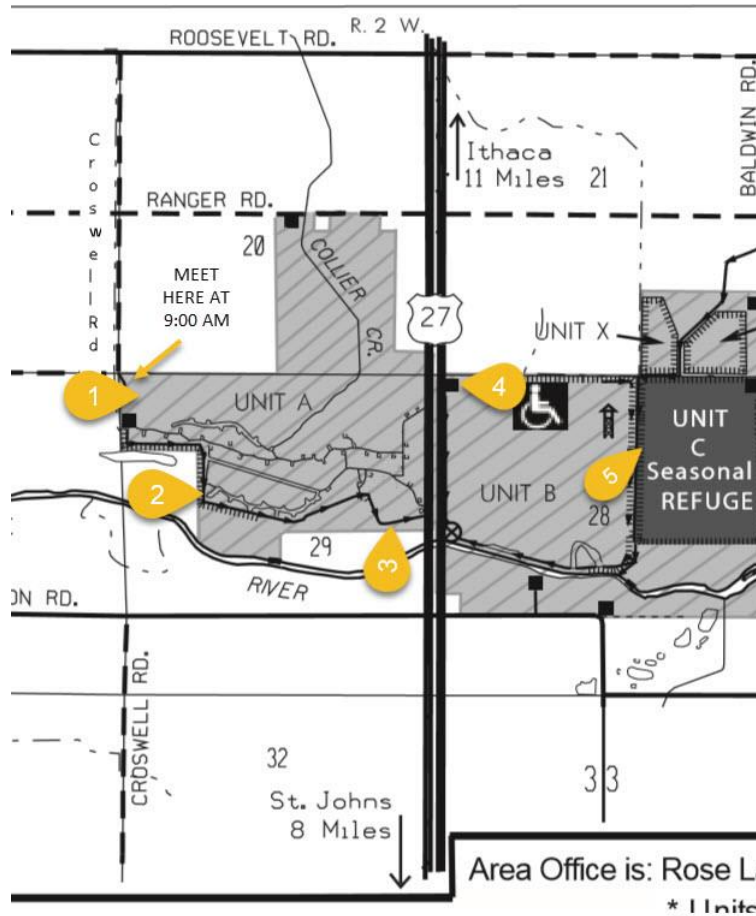 R. 2 W.
ROOSEVELT RD.
BALDWIN RD.
Croswell Rd
Ithaca
11 Miles 21
RANGER RD.
20
COLLIER CR.
MEET
HERE AT
9:00 AM
27
UNIT X
1
4
UNIT A
UNIT
C
Seasonal
REFUGE
5
2
UNIT B
28
3
29
RIVER
ON RD.
CROSWELL RD.
32
33
St. Johns
8 Miles
Area Office is: Rose L
* Units